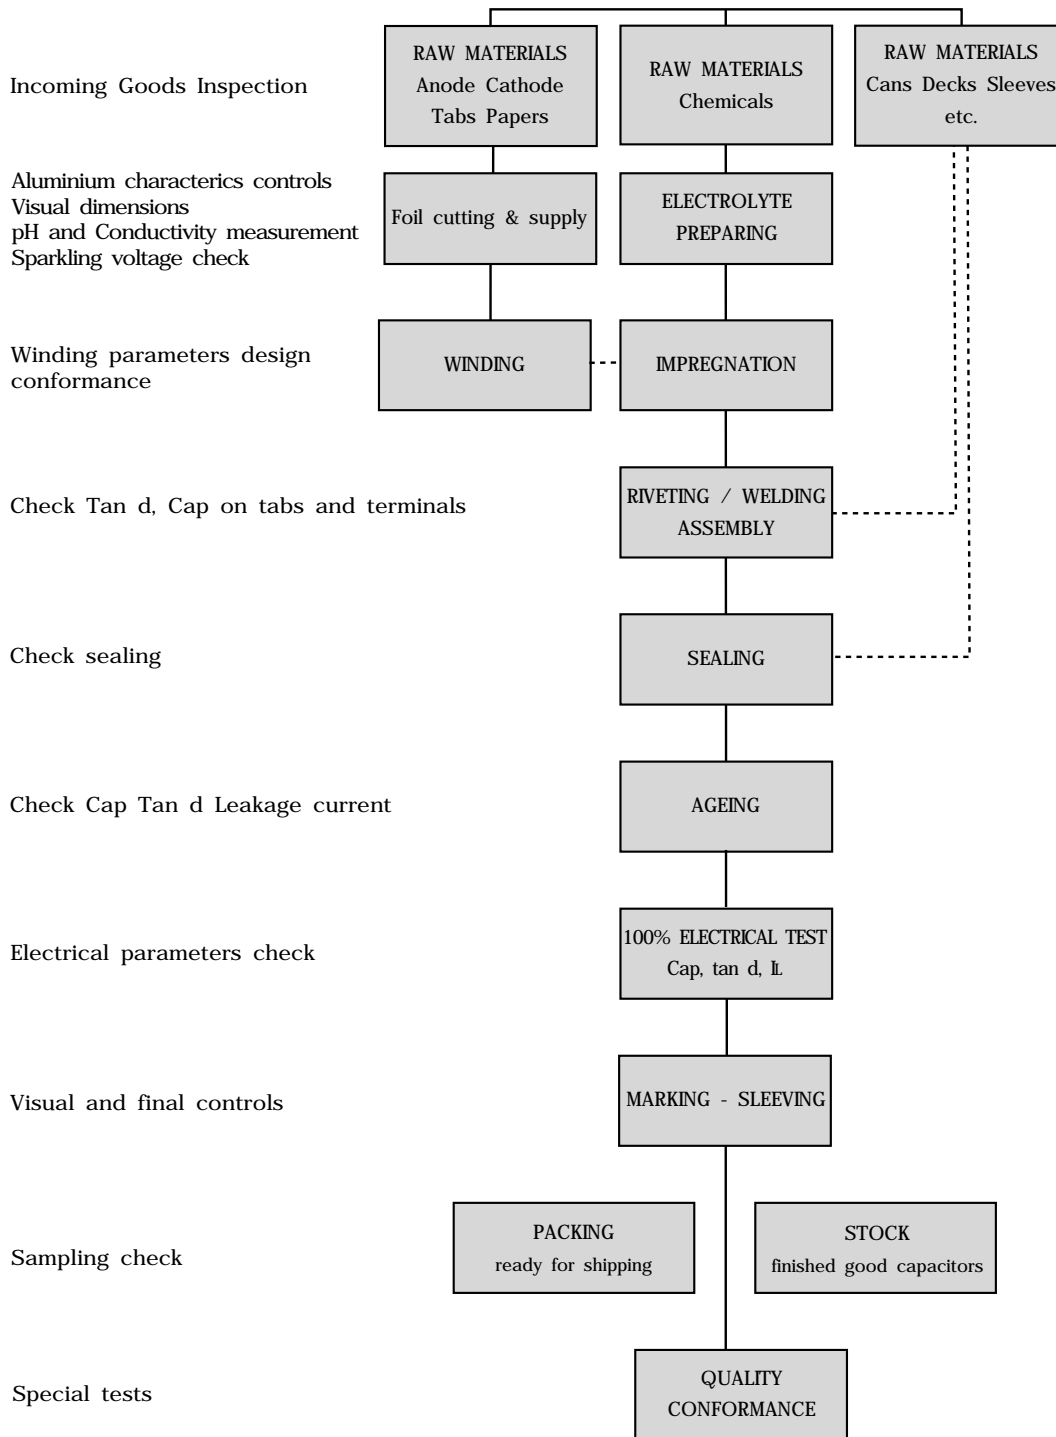 RAW MATERIALS
Anode Cathode
Tabs Papers
RAW MATERIALS
Chemicals
RAW MATERIALS
Cans Decks Sleeves
etc.
Incoming Goods Inspection
Aluminium characterics controls
Visual dimensions
pH and Conductivity measurement
Sparkling voltage check
Foil cutting & supply
ELECTROLYTE
PREPARING
Winding parameters design
conformance
WINDING
IMPREGNATION
Check Tan d, Cap on tabs and terminals
RIVETING / WELDING
ASSEMBLY
Check sealing
SEALING
Check Cap Tan d Leakage current
AGEING
Electrical parameters check
100% ELECTRICAL TEST
Cap, tan d, IL
Visual and final controls
MARKING - SLEEVING
Sampling check
PACKING
ready for shipping
STOCK
finished good capacitors
Special tests
QUALITY
CONFORMANCE